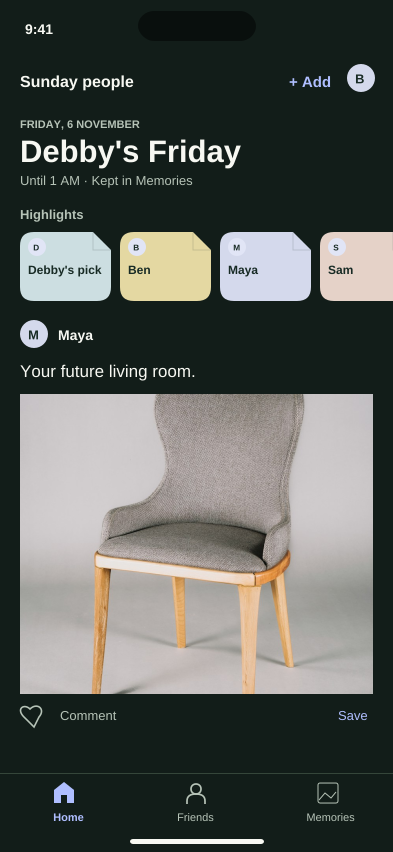 9:41
Sunday people
+ Add
B
FRIDAY, 6 NOVEMBER
Debby's Friday
Until 1 AM · Kept in Memories
Highlights
D
Debby's pick
B
Ben
M
Maya
S
Sam
M
Maya
Your future living room.
Comment
Save
Home
Friends
Memories